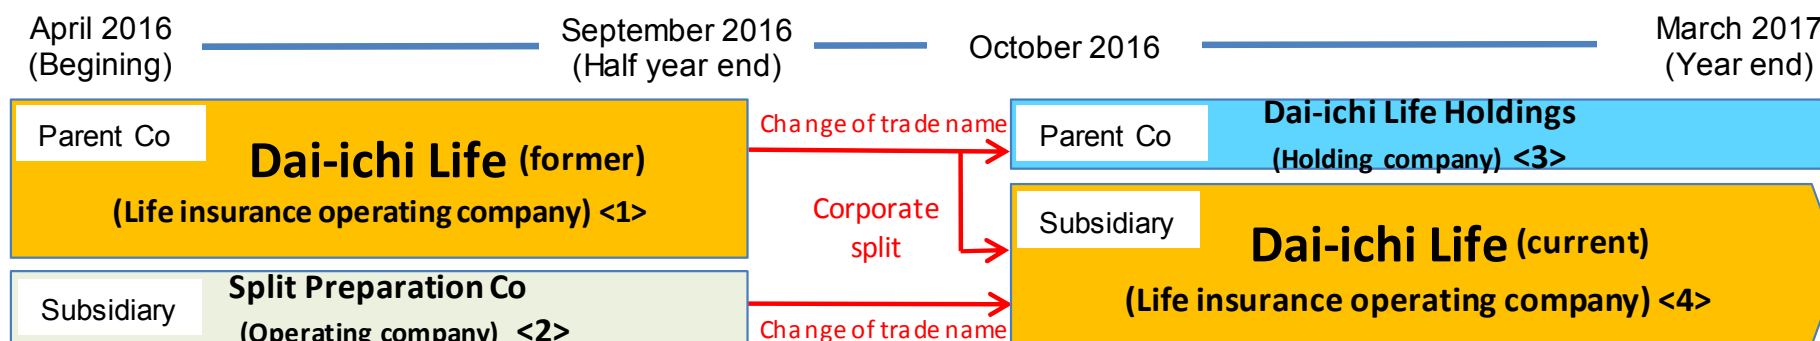 April 2016
(Begining)
September 2016
(Half year end)
October 2016
March 2017
(Year end)
Parent Co
Dai-ichi Life (former)
(Life insurance operating company) <1>
Change of trade name
Parent Co
Dai-ichi Life Holdings
(Holding company) <3>
Corporate
split
Subsidiary
Dai-ichi Life (current)
(Life insurance operating company) <4>
Subsidiary
Split Preparation Co
(Operating company) <2>
Change of trade name